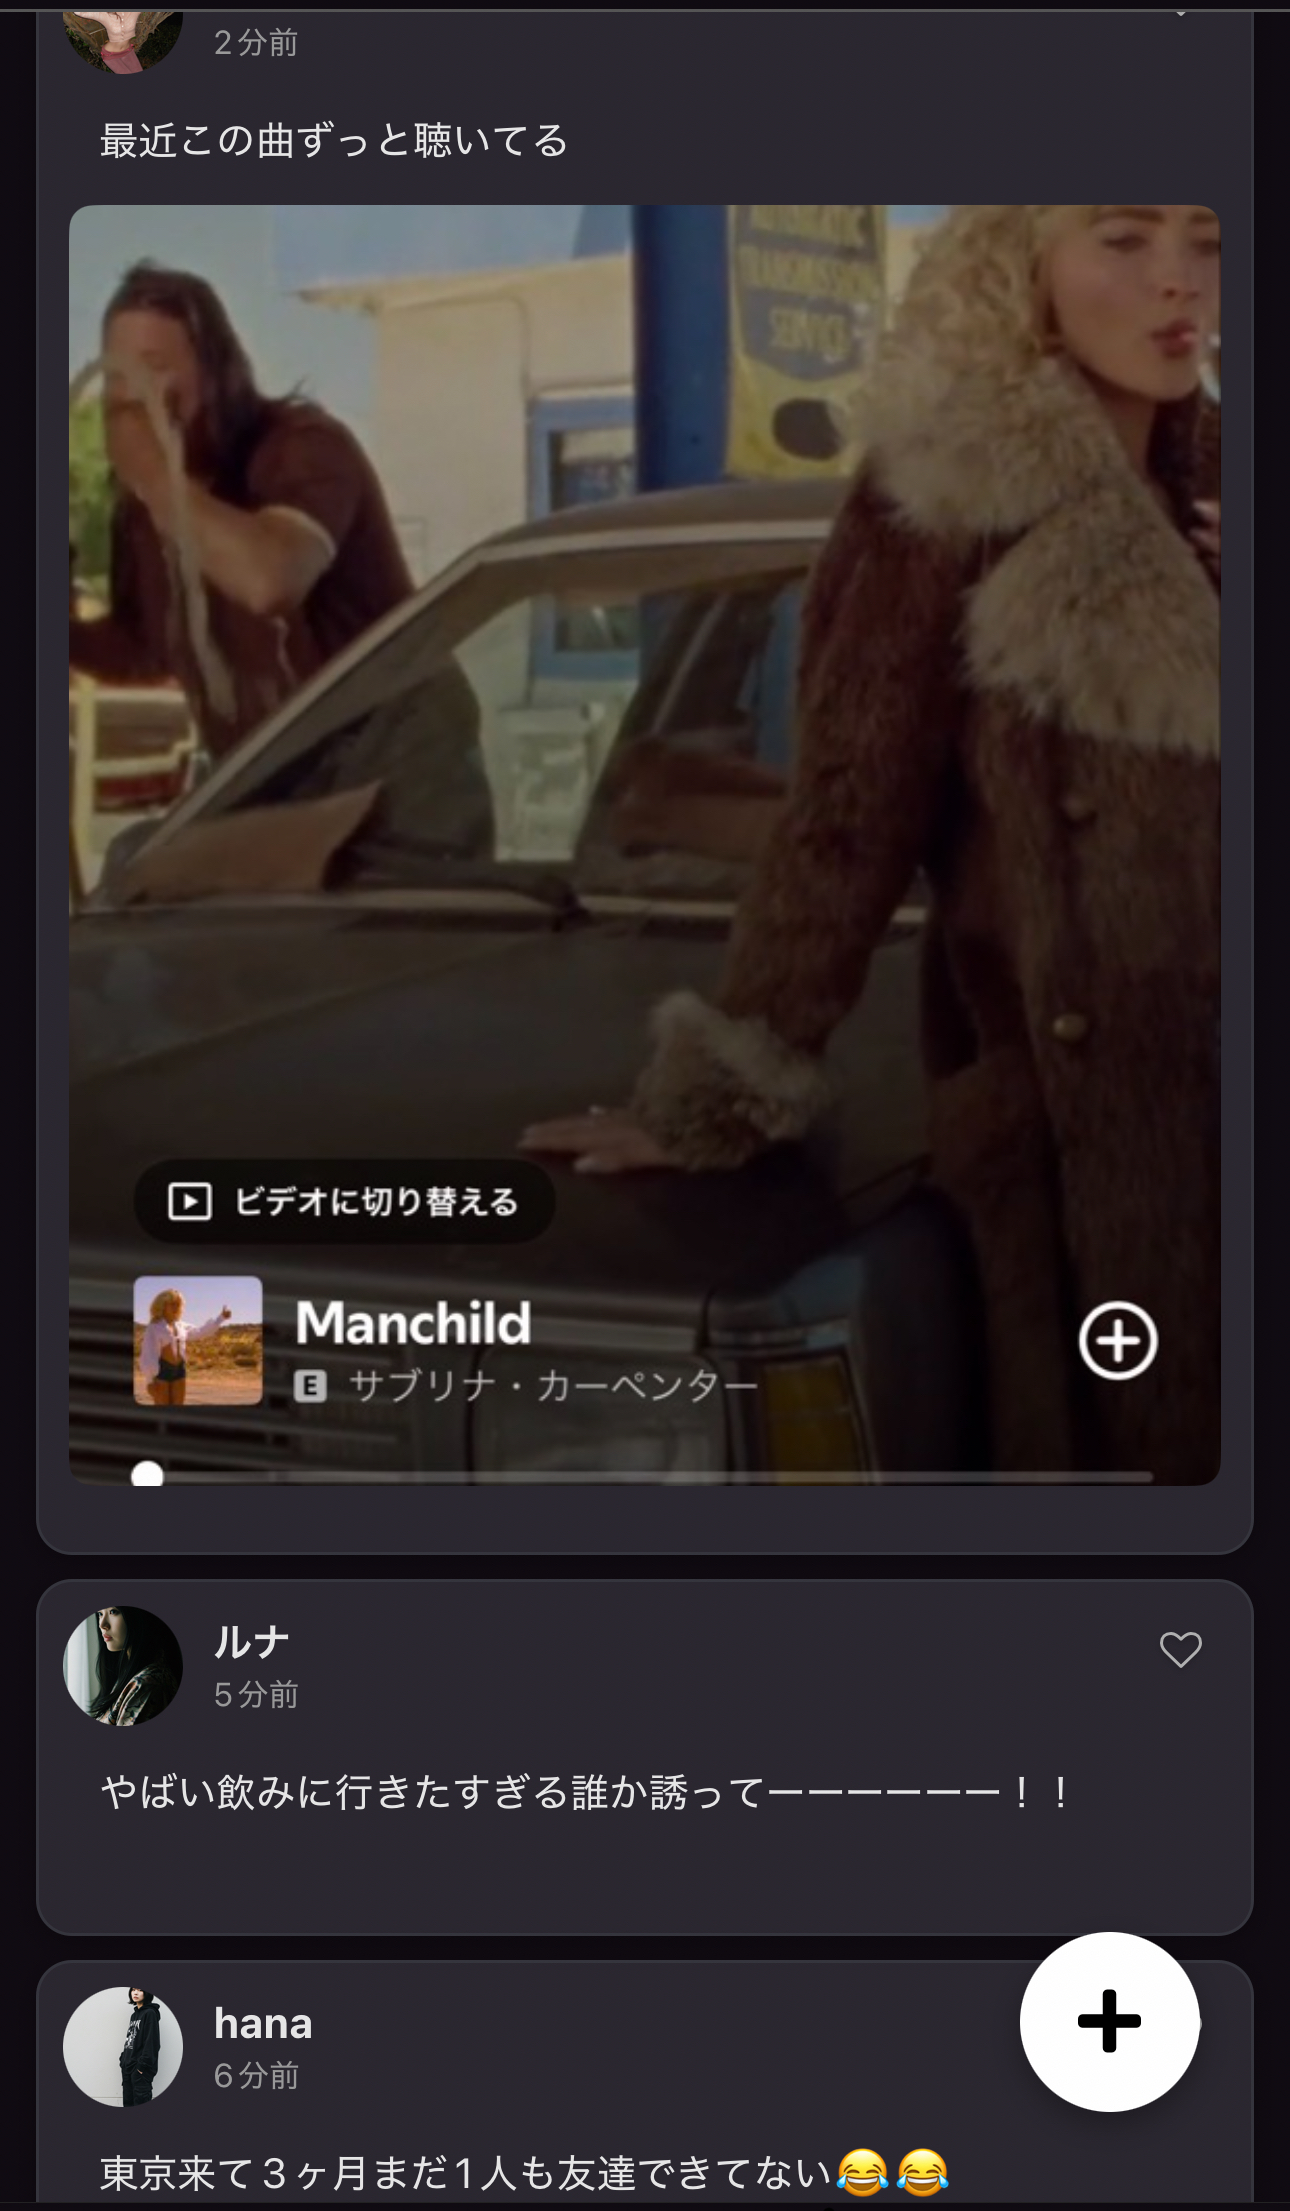 2分前
最近この曲ずっと聴いてる
TRANSMISSION
SERVICE
ビデオに切り替える
Manchild
E サブリナ・カーペンター
ルナ
5分前
やばい飲みに行きたすぎる誰か誘ってーーーーーー！！
hana
6分前
東京来て3ヶ月まだ1人も友達できてない😂😂